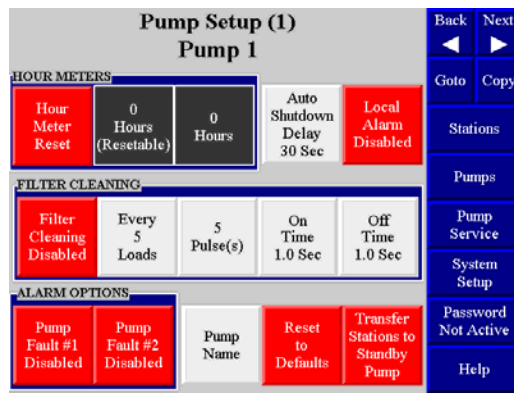 Pump Setup (1)
Pump 1
Back Next
Goto Copy
HOUR METERS
Hour
Meter
Reset
0
Hours
(Resetable)
0
Hours
Auto
Shutdown
Delay
30 Sec
Local
Alarm
Disabled
Stations
FILTER CLEANING
Filter
Cleaning
Disabled
Every
5
Loads
5
Pulse(s)
On
Time
1.0 Sec
Off
Time
1.0 Sec
Pumps
Pump
Service
System
Setup
ALARM OPTIONS
Pump
Fault #1
Disabled
Pump
Fault #2
Disabled
Pump
Name
Reset
to
Defaults
Transfer
Stations to
Standby
Pump
Password
Not Active
Help